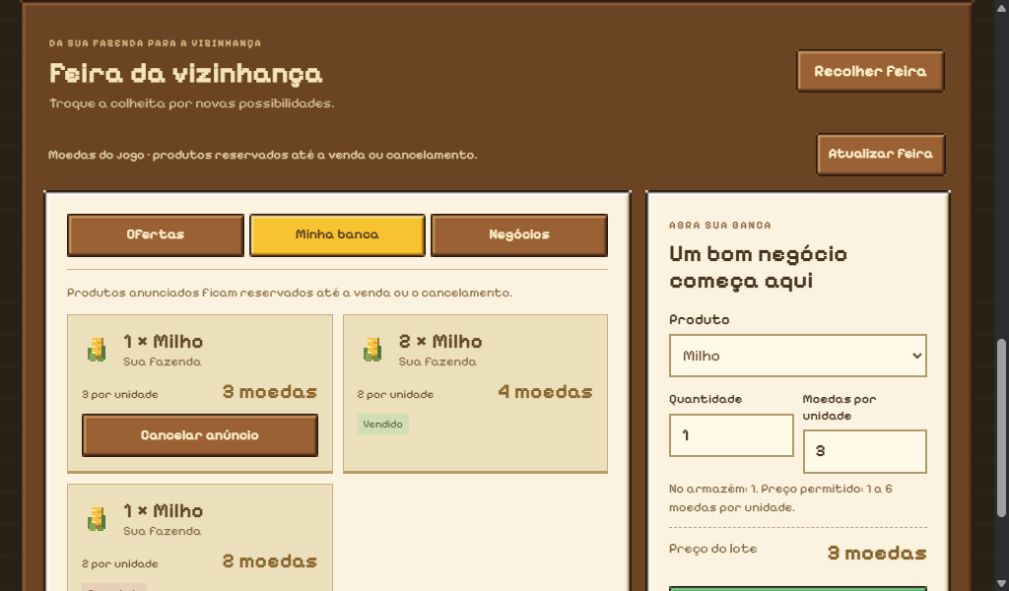 DA SUA FAZENDA PARA A VIZINHANÇA
Feira da vizinhança
Troque a colheita por novas possibilidades.
Recolher feira
Moedas do jogo · produtos reservados até a venda ou cancelamento.
Atualizar feira
Ofertas
Minha banca
Negócios
Produtos anunciados ficam reservados até a venda ou o cancelamento.
1 × Milho
Sua fazenda
3 por unidade
3 moedas
Cancelar anúncio
2 × Milho
Sua fazenda
2 por unidade
4 moedas
Vendido
1 × Milho
Sua fazenda
2 por unidade
2 moedas
ABRA SUA BANCA
Um bom negócio
começa aqui
Produto
Milho
Quantidade
1
Moedas por
unidade
3
No armazém: 1. Preço permitido: 1 a 6
moedas por unidade.
Preço do lote
3 moedas